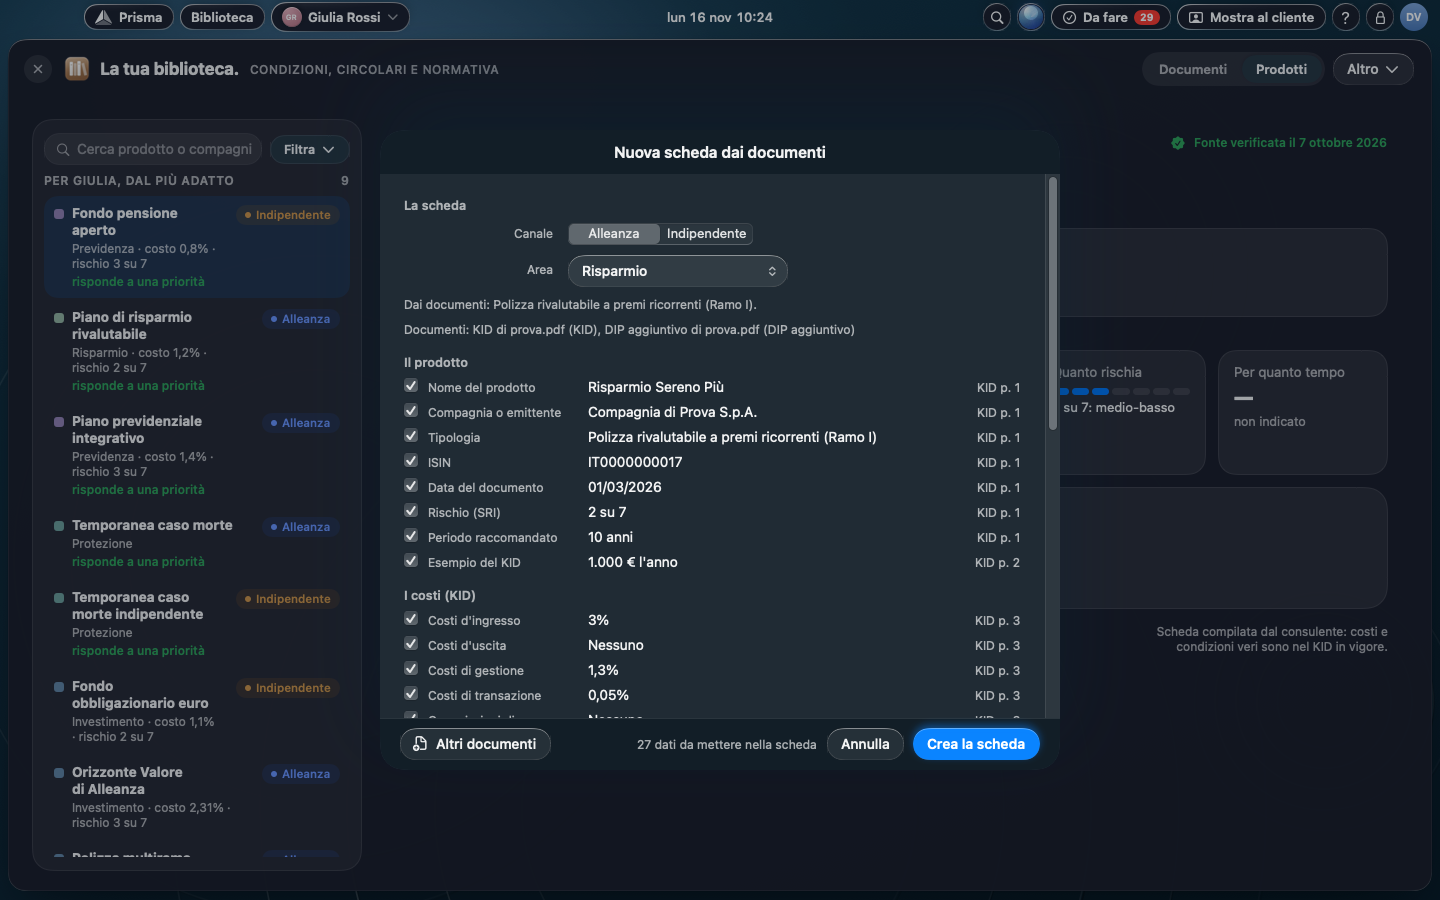 Prisma
Biblioteca
GR Giulia Rossi
lun 16 nov 10:24
Da fare 29
Mostra al cliente
?
DV
La tua biblioteca. CONDIZIONI, CIRCOLARI E NORMATIVA
Documenti
Prodotti
Altro
Cerca prodotto o compagni
Filtra
PER GIULIA, DAL PIÙ ADATTO 9
Fondo pensione aperto
Indipendente
Previdenza · costo 0,8% ·
rischio 3 su 7
risponde a una priorità
Piano di risparmio
rivalutabile
Alleanza
Risparmio · costo 1,2% ·
rischio 2 su 7
risponde a una priorità
Piano previdenziale
integrativo
Alleanza
Previdenza · costo 1,4% ·
rischio 3 su 7
risponde a una priorità
Temporanea caso morte
Alleanza
Protezione
risponde a una priorità
Temporanea caso
morte indipendente
Indipendente
Protezione
risponde a una priorità
Fondo
obbligazionario euro
Indipendente
Investimento · costo 1,1%
· rischio 2 su 7
Orizzonte Valore
di Alleanza
Alleanza
Investimento · costo 2,31% ·
rischio 3 su 7
Nuova scheda dai documenti
La scheda
Canale Alleanza Indipendente
Area Risparmio
Dai documenti: Polizza rivalutabile a premi ricorrenti (Ramo I).
Documenti: KID di prova.pdf (KID), DIP aggiuntivo di prova.pdf (DIP aggiuntivo)
Il prodotto
Nome del prodotto Risparmio Sereno Più KID p. 1
Compagnia o emittente Compagnia di Prova S.p.A. KID p. 1
Tipologia Polizza rivalutabile a premi ricorrenti (Ramo I) KID p. 1
ISIN IT0000000017 KID p. 1
Data del documento 01/03/2026 KID p. 1
Rischio (SRI) 2 su 7 KID p. 1
Periodo raccomandato 10 anni KID p. 1
Esempio del KID 1.000 € l'anno KID p. 2
I costi (KID)
Costi d'ingresso 3% KID p. 3
Costi d'uscita Nessuno KID p. 3
Costi di gestione 1,3% KID p. 3
Costi di transazione 0,05% KID p. 3
Altri documenti
27 dati da mettere nella scheda
Annulla
Crea la scheda
Fonte verificata il 7 ottobre 2026
uanto rischia
su 7: medio-basso
Per quanto tempo
—
non indicato
Scheda compilata dal consulente: costi e
condizioni veri sono nel KID in vigore.